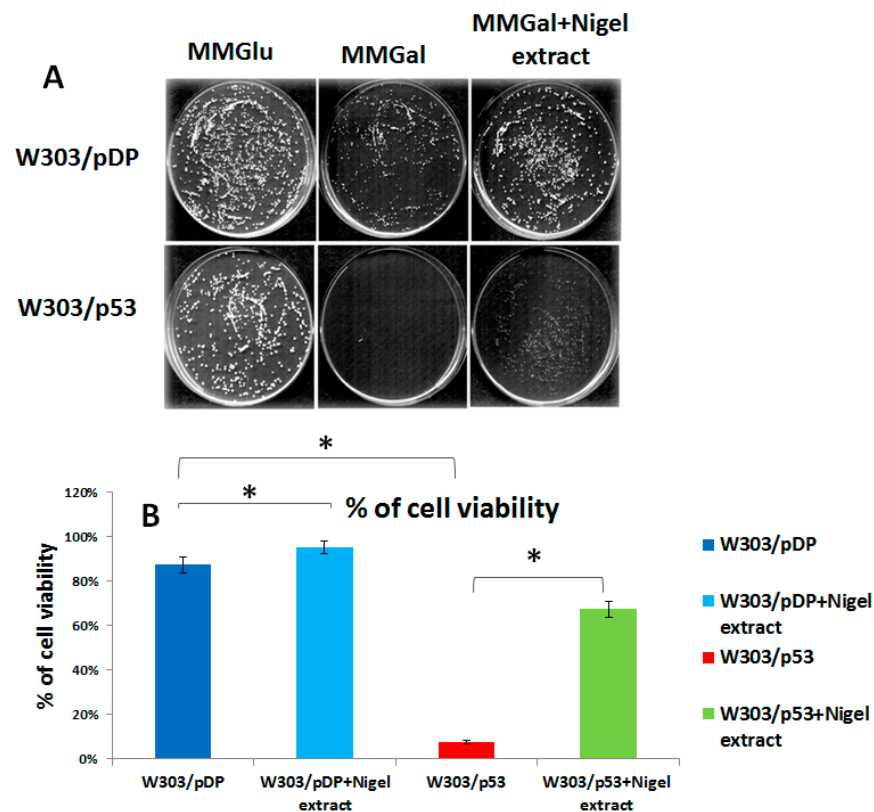 MMGlu
MMGal
MMGal+Nigel
extract
A
W303/pDP
W303/p53
*
*
B
% of cell viability
*
% of cell viability
120%
100%
80%
60%
40%
20%
0%
W303/pDP
W303/pDP+Nigel
extract
W303/p53
W303/p53+Nigel
extract
W303/pDP
W303/pDP+Nigel
extract
W303/p53
W303/p53+Nigel
extract